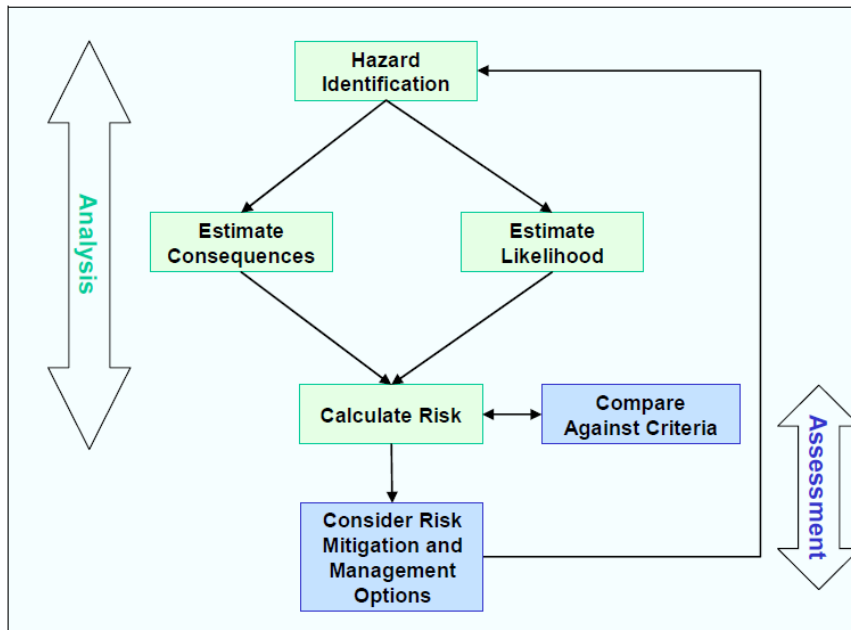 Hazard
Identification
Analysis
Estimate
Consequences
Estimate
Likelihood
Calculate Risk
Compare
Against Criteria
Assessment
Consider Risk
Mitigation and
Management
Options